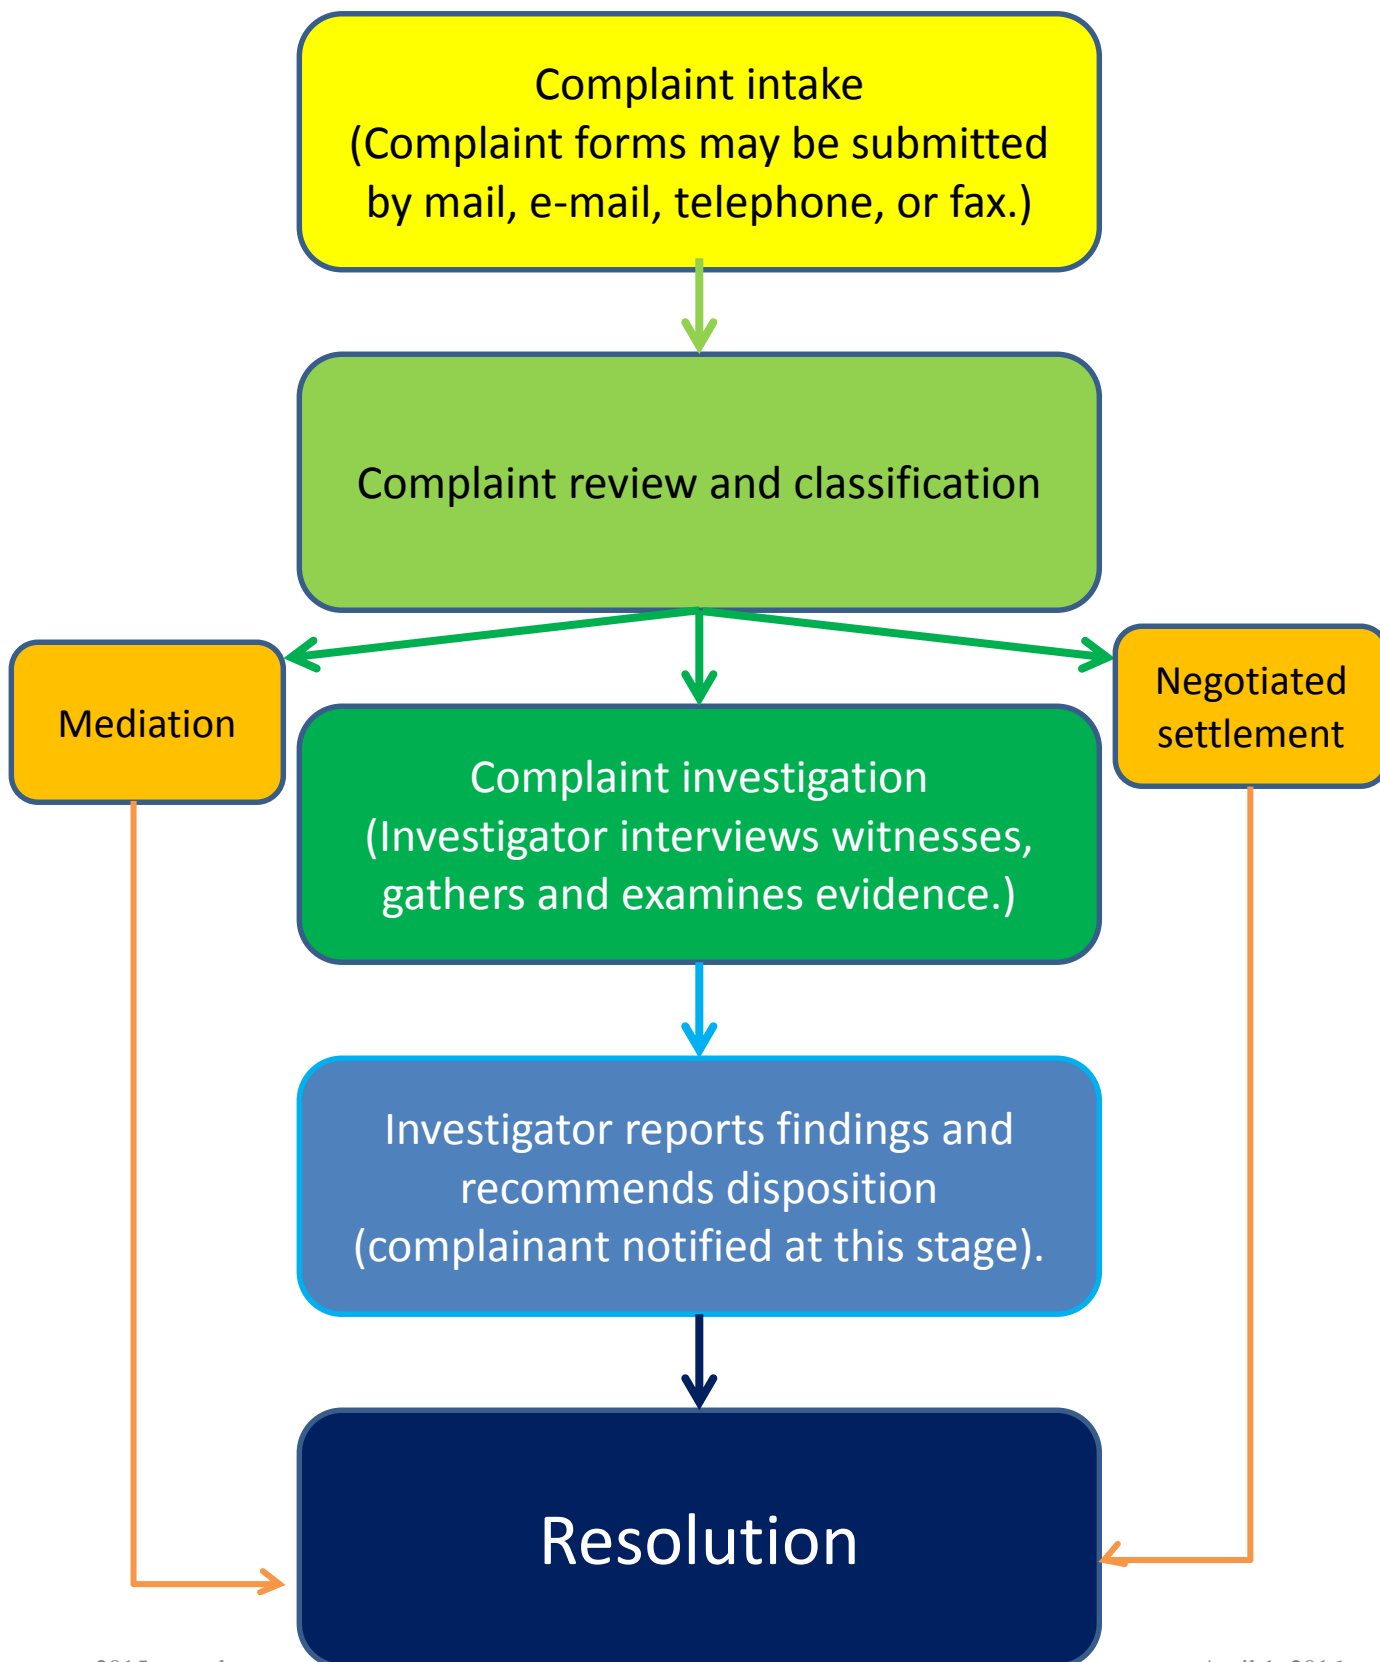 Complaint intake
(Complaint forms may be submitted
by mail, e-mail, telephone, or fax.)
Complaint review and classification
Mediation
Negotiated
settlement
Complaint investigation
(Investigator interviews witnesses,
gathers and examines evidence.)
Investigator reports findings and
recommends disposition
(complainant notified at this stage).
Resolution